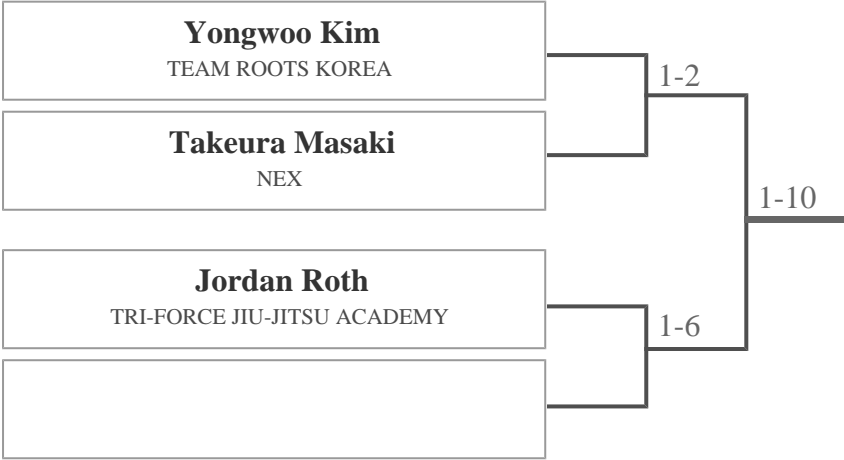 Yongwoo Kim
TEAM ROOTS KOREA
1-2
Takeura Masaki
NEX
1-10
Jordan Roth
TRI-FORCE JIU-JITSU ACADEMY
1-6